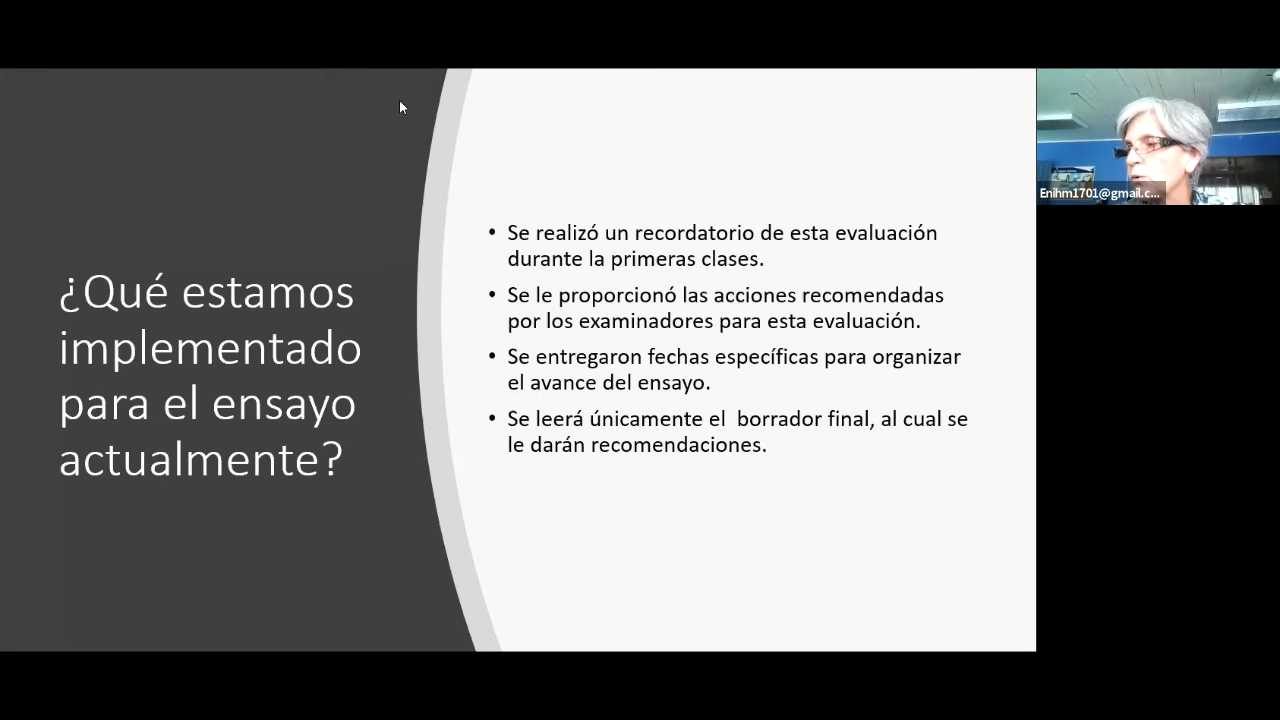 ¿Qué estamos
implementado
para el ensayo
actualmente?
• Se realizó un recordatorio de esta evaluación
durante la primeras clases.
• Se le proporcionó las acciones recomendadas
por los examinadores para esta evaluación.
• Se entregaron fechas específicas para organizar
el avance del ensayo.
• Se leerá únicamente el  borrador final, al cual se
le darán recomendaciones.
Enihm1701@gmail.c...